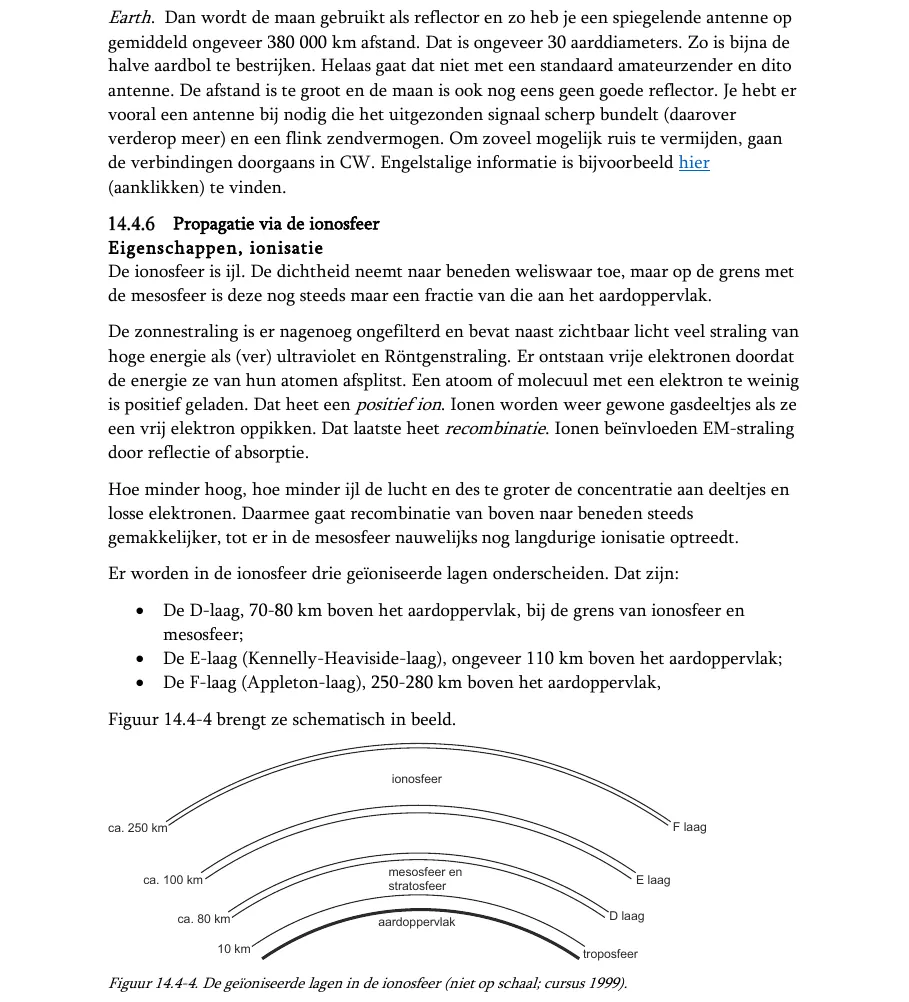 Earth. Dan wordt de maan gebruikt als reflector en zo heb je een spiegelende antenne op
gemiddeld ongeveer 380 000 km afstand. Dat is ongeveer 30 aarddiameters. Zo is bijna de
halve aardbol te bestrijken. Helaas gaat dat niet met een standaard amateurzender en dito
antenne. De afstand is te groot en de maan is ook nog eens geen goede reflector. Je hebt er
vooral een antenne bij nodig die het uitgezonden signaal scherp bundelt (daarover
verderop meer) en een flink zendvermogen. Om zoveel mogelijk ruis te vermijden, gaan
de verbindingen doorgaans in CW. Engelstalige informatie is bijvoorbeeld hier
(aanklikken) te vinden.
14.4.6 Propagatie via de ionosfeer
Eigenschappen, ionisatie
De ionosfeer is ijl. De dichtheid neemt naar beneden weliswaar toe, maar op de grens met
de mesosfeer is deze nog steeds maar een fractie van die aan het aardoppervlak.
De zonnestraling is er nagenoeg ongefilterd en bevat naast zichtbaar licht veel straling van
hoge energie als (ver) ultraviolet en Röntgenstraling. Er ontstaan vrije elektronen doordat
de energie ze van hun atomen afsplitst. Een atoom of molecuul met een elektron te weinig
is positief geladen. Dat heet een positief ion. Ionen worden weer gewone gasdeeltjes als ze
een vrij elektron oppikken. Dat laatste heet recombinatie. Ionen beïnvloeden EM-straling
door reflectie of absorptie.
Hoe minder hoog, hoe minder ijl de lucht en des te groter de concentratie aan deeltjes en
losse elektronen. Daarmee gaat recombinatie van boven naar beneden steeds
gemakkelijker, tot er in de mesosfeer nauwelijks nog langdurige ionisatie optreedt.
Er worden in de ionosfeer drie geïoniseerde lagen onderscheiden. Dat zijn:
• De D-laag, 70-80 km boven het aardoppervlak, bij de grens van ionosfeer en
mesosfeer;
• De E-laag (Kennelly-Heaviside-laag), ongeveer 110 km boven het aardoppervlak;
• De F-laag (Appleton-laag), 250-280 km boven het aardoppervlak,
Figuur 14.4-4 brengt ze schematisch in beeld.
ionosfeer
ca. 250 km
F laag
mesosfeer en
stratosfeer
ca. 100 km
E laag
ca. 80 km
D laag
aardoppervlak
10 km
troposfeer
Figuur 14.4-4. De geïoniseerde lagen in de ionosfeer (niet op schaal; cursus 1999).